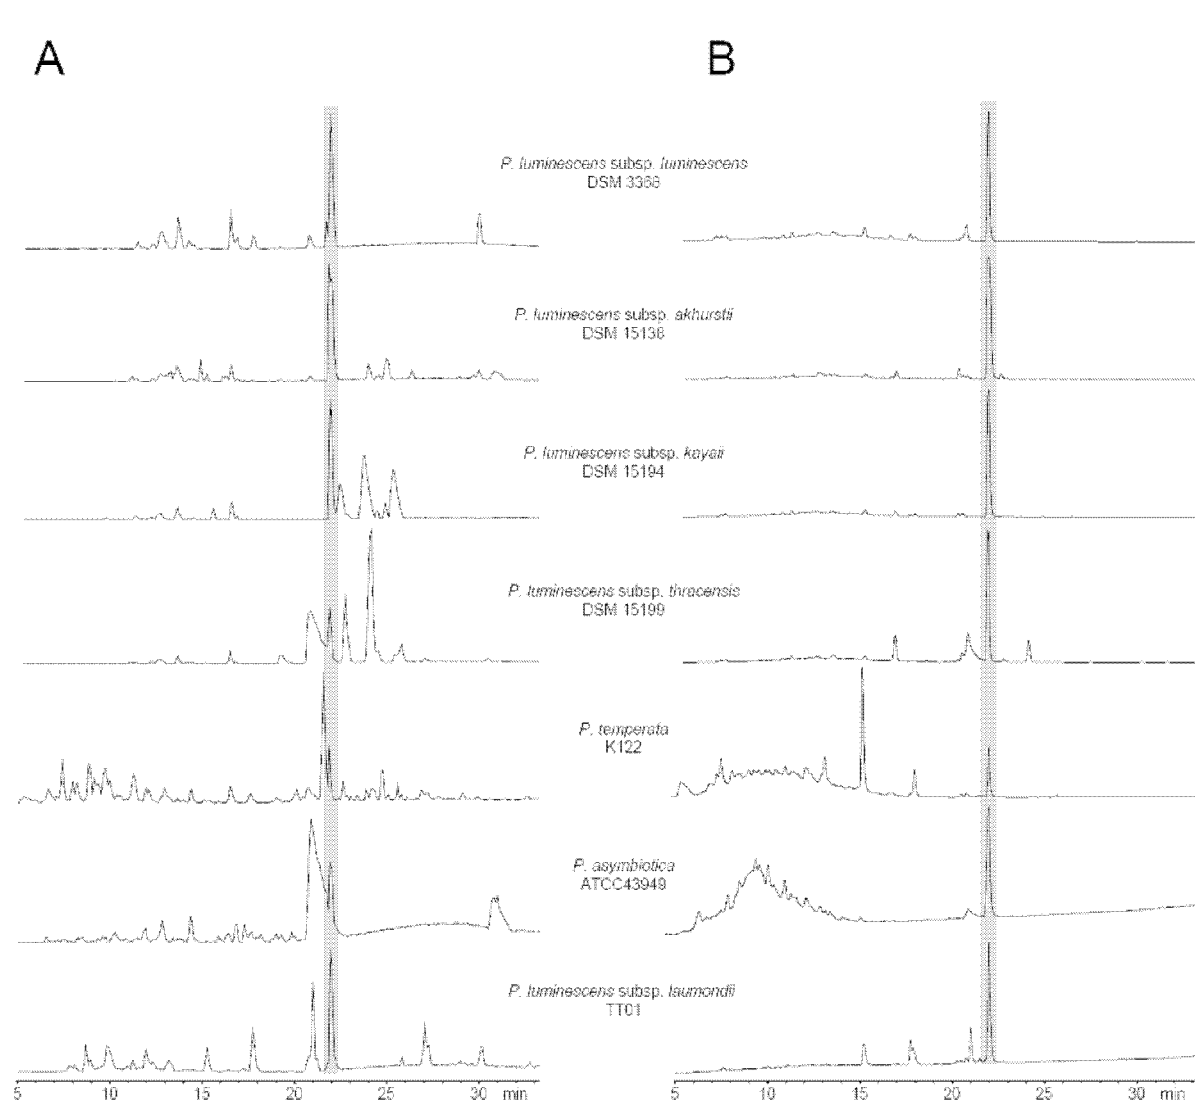 A
B
P. luminescens subsp. luminescens
DSM 3368
P. luminescens subsp. akhurstii
DSM 15138
P. luminescens subsp. kayaii
DSM 15194
P. luminescens subsp. thracensis
DSM 15199
P. temperata
K122
P. asymbiotica
ATCC43949
P. luminescens subsp. laumondii
TT01
5 10 15 20 25 30 min
5 10 15 20 25 30 min